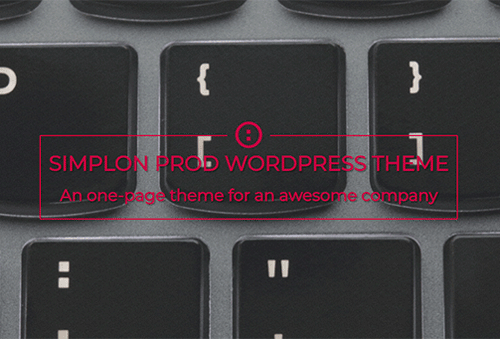 P { }
[ ]
:
SIMPLON PROD WORDPRESS THEME
An one-page theme for an awesome company
: "